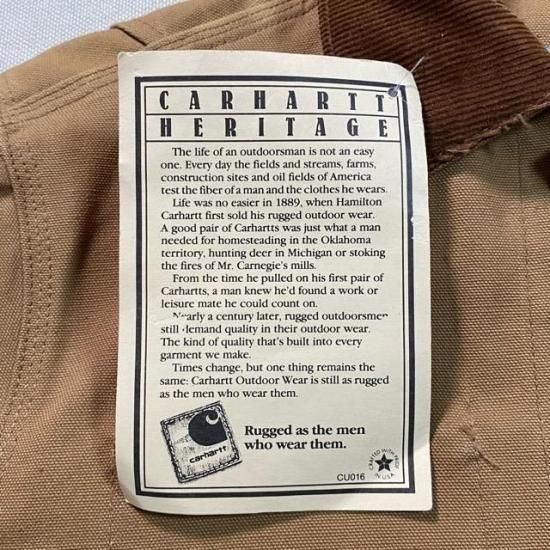 CARHARTT
HERITAGE
The life of an outdoorsman is not an easy
one. Every day the fields and streams, farms,
construction sites and oil fields of America
test the fiber of a man and the clothes he wears.
Life was no easier in 1889, when Hamilton
Carhartt first sold his rugged outdoor wear.
A good pair of Carhartts was just what a man
needed for homesteading in the Oklahoma
territory, hunting deer in Michigan or stoking
the fires of Mr. Carnegie's mills.
From the time he pulled on his first pair of
Carhartts, a man knew he'd found a work or
leisure mate he could count on.
Nearly a century later, rugged outdoorsmen
still demand quality in their outdoor wear.
The kind of quality that's built into every
garment we make.
Times change, but one thing remains the
same: Carhartt Outdoor Wear is still as rugged
as the men who wear them.
carhartt
Rugged as the men
who wear them.
CU016
CRAFTED WITH PRIDE
IN U.S.A.